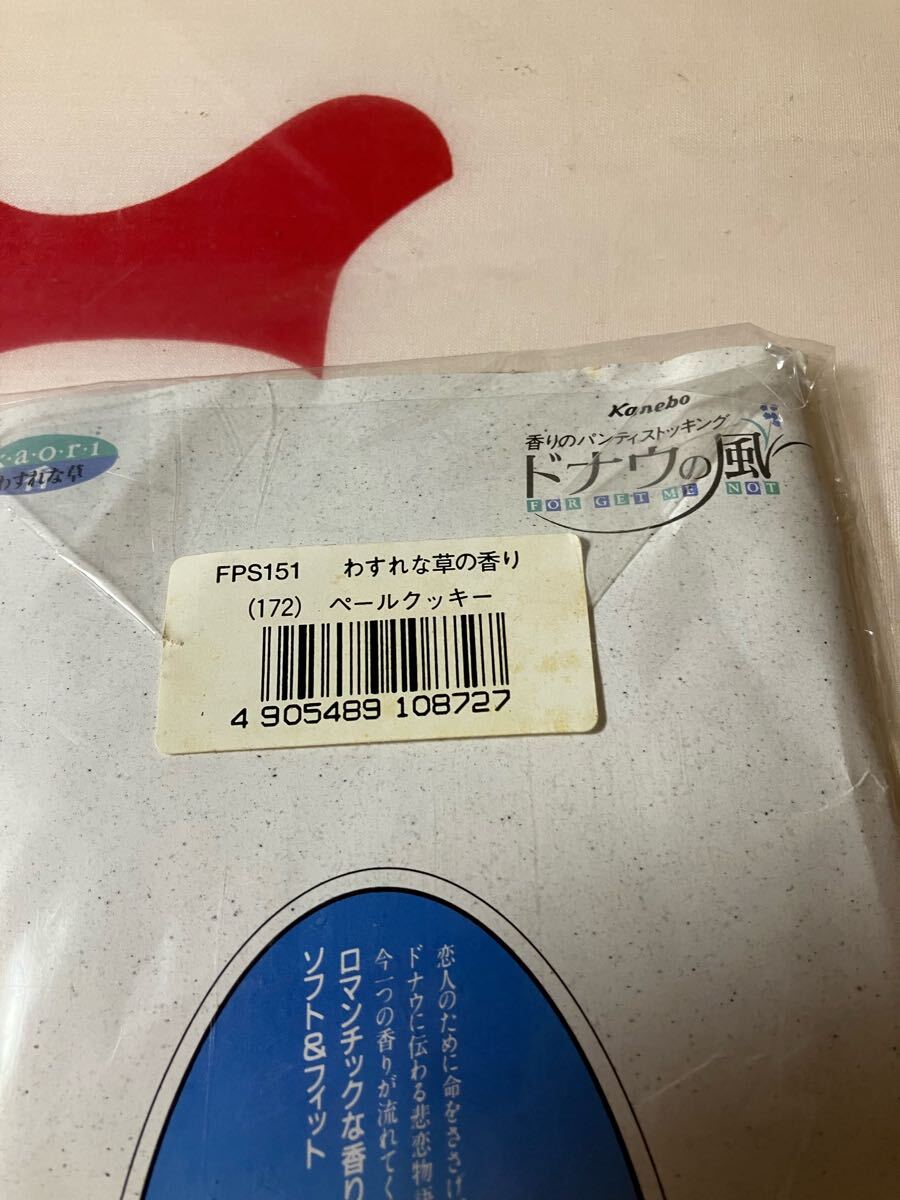 Kanebo
香りのパンティストッキング
ドナウの風
FOR GET ME NOT
k・a・o・r・i
わすれな草
FPS151 わすれな草の香り
(172) ペールクッキー
4 905489 108727
恋人のために命をささげ
ドナウに伝わる悲恋物語
今一つの香りが流れてく
ロマンチックな香り
ソフト&フィット